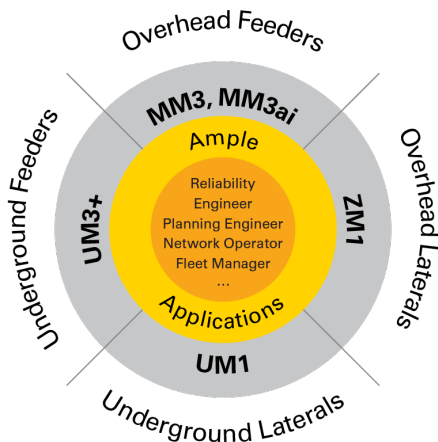 Overhead Feeders
MM3, MM3ai
Underground Feeders
UM3+
Ample
Reliability
Engineer
Planning Engineer
Network Operator
Fleet Manager
...
Applications
ZM1
Overhead Laterals
UM1
Underground Laterals